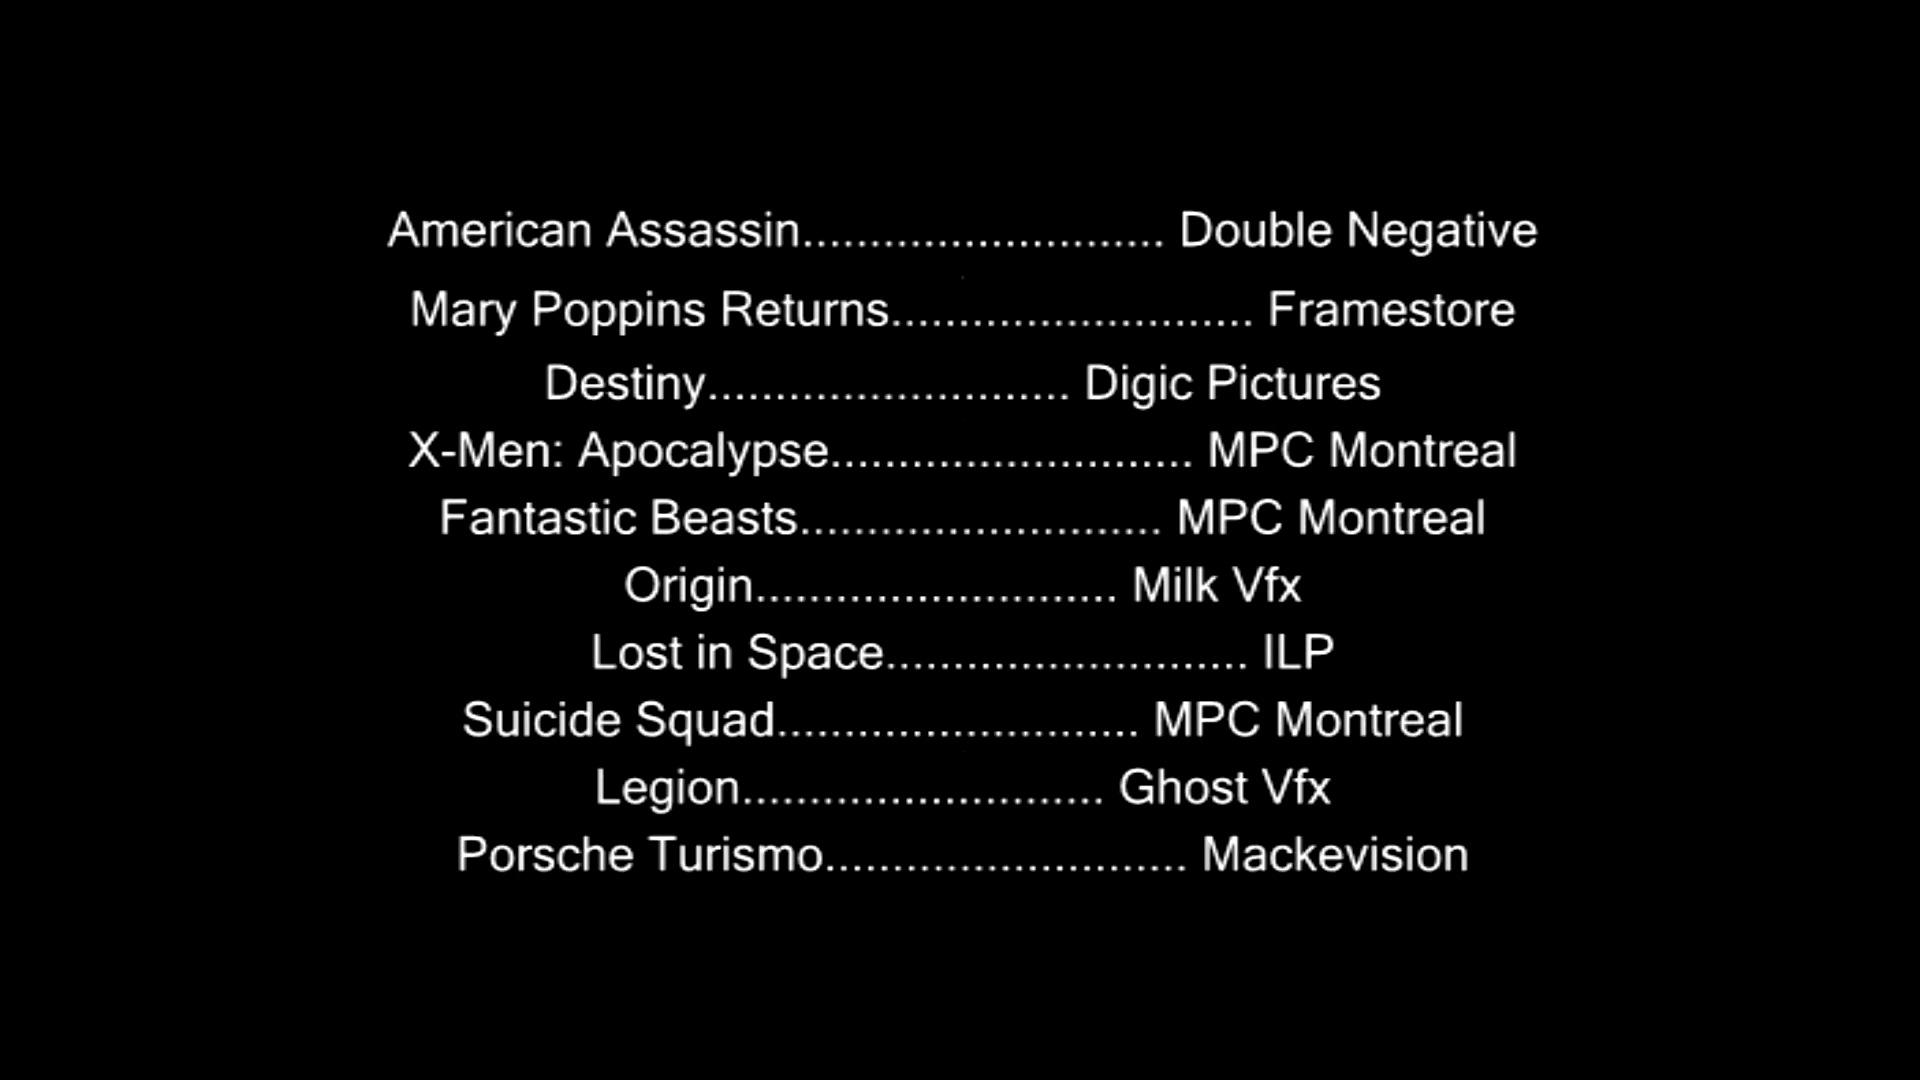 American Assassin........................... Double Negative
Mary Poppins Returns........................... Framestore
Destiny........................... Digic Pictures
X-Men: Apocalypse........................... MPC Montreal
Fantastic Beasts........................... MPC Montreal
Origin........................... Milk Vfx
Lost in Space........................... ILP
Suicide Squad........................... MPC Montreal
Legion........................... Ghost Vfx
Porsche Turismo........................... Mackevision